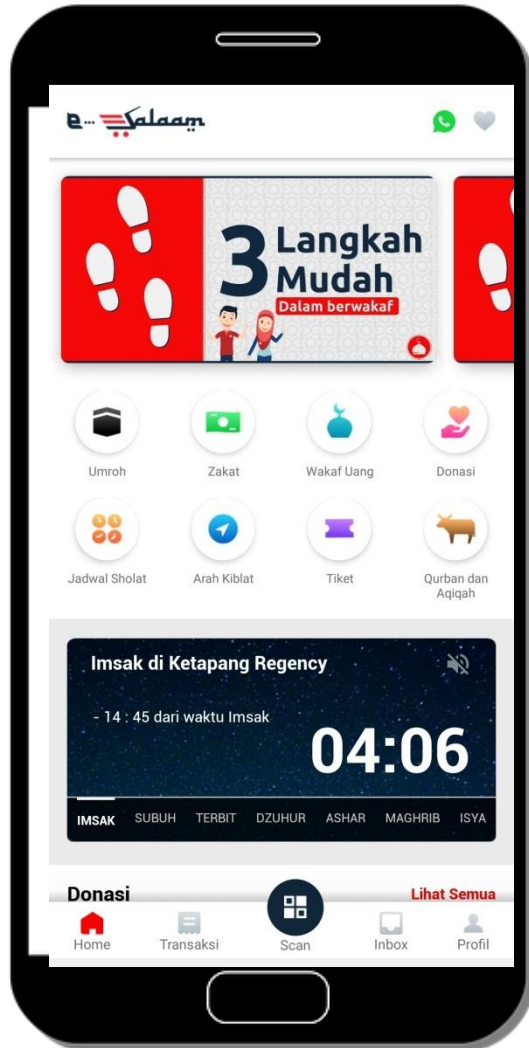 e-Salaam
3 Langkah
Mudah
Dalam berwakaf
Umroh
Zakat
Wakaf Uang
Donasi
Jadwal Sholat
Arah Kiblat
Tiket
Qurban dan
Aqiqah
Imsak di Ketapang Regency
- 14 : 45 dari waktu Imsak
04:06
IMSAK SUBUH TERBIT DZUHUR ASHAR MAGHRIB ISYA
Donasi
Lihat Semua
Home
Transaksi
Scan
Inbox
Profil